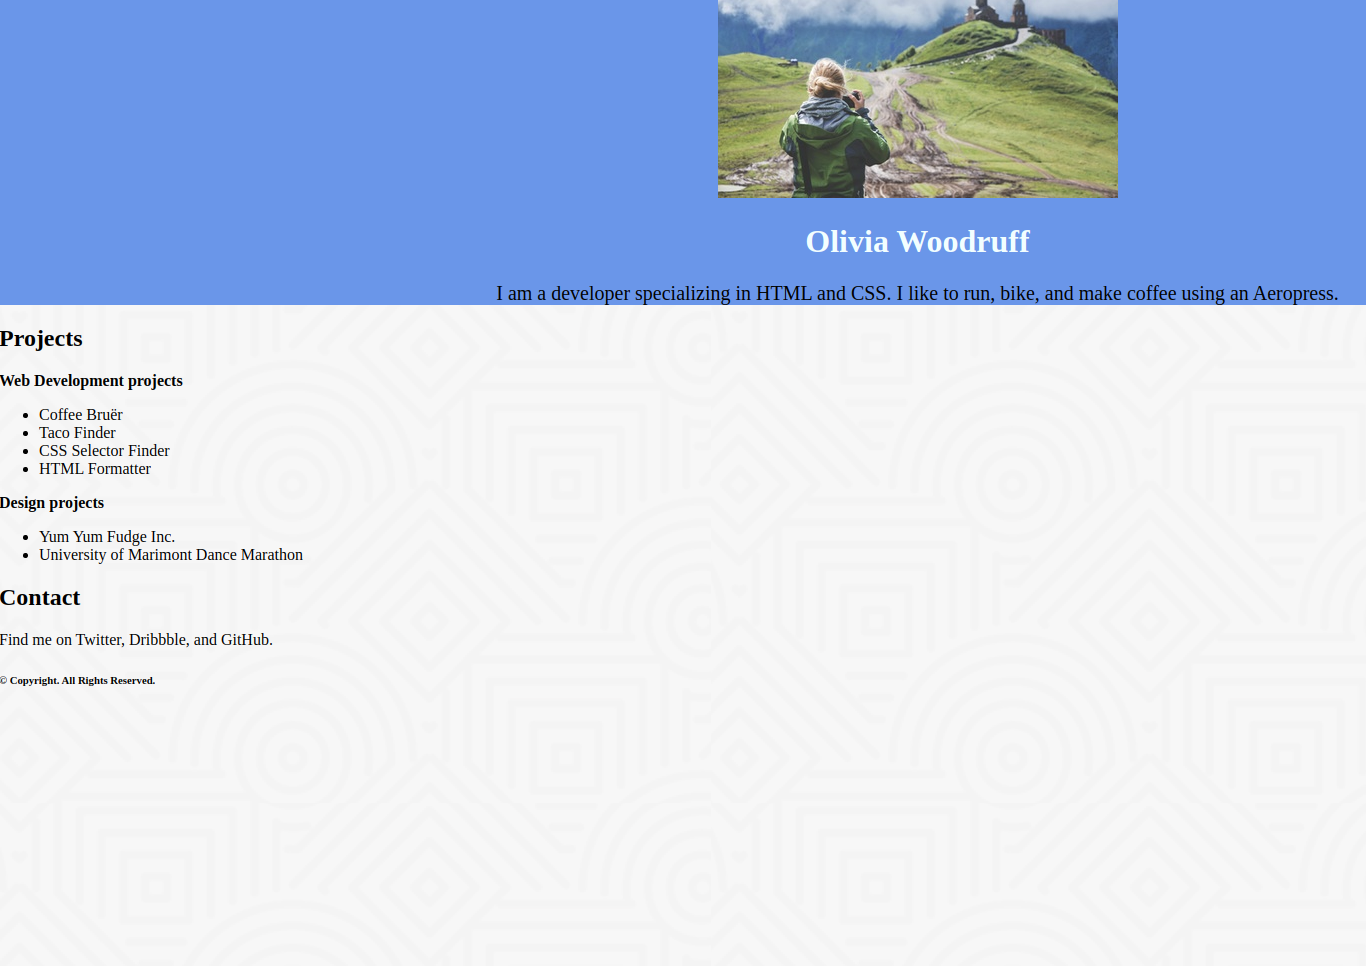 Olivia Woodruff
I am a developer specializing in HTML and CSS. I like to run, bike, and make coffee using an Aeropress.
Projects
Web Development projects
Coffee Bruër
Taco Finder
CSS Selector Finder
HTML Formatter
Design projects
Yum Yum Fudge Inc.
University of Marimont Dance Marathon
Contact
Find me on Twitter, Dribbble, and GitHub.
© Copyright. All Rights Reserved.